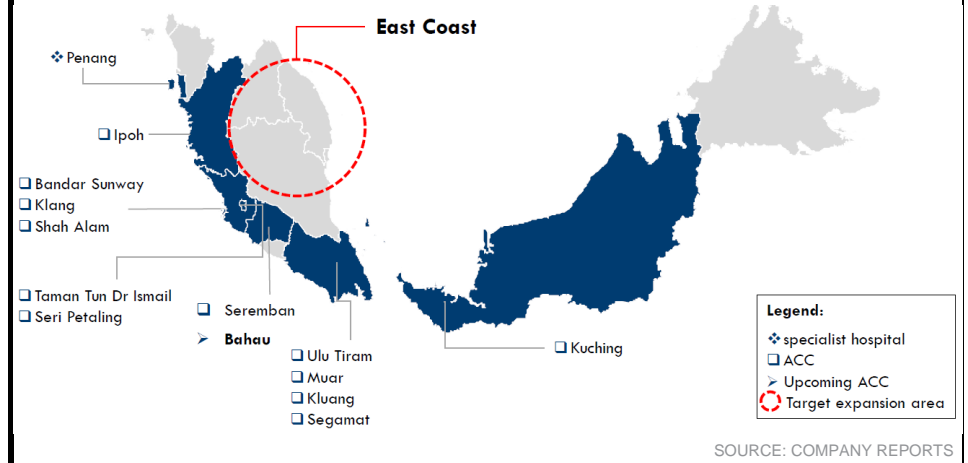 East Coast
Penang
Ipoh
Bandar Sunway
Klang
Shah Alam
Taman Tun Dr Ismail
Seri Petaling
Seremban
Bahau
Ulu Tiram
Muar
Kluang
Segamat
Kuching
Legend:
specialist hospital
ACC
Upcoming ACC
Target expansion area
SOURCE: COMPANY REPORTS